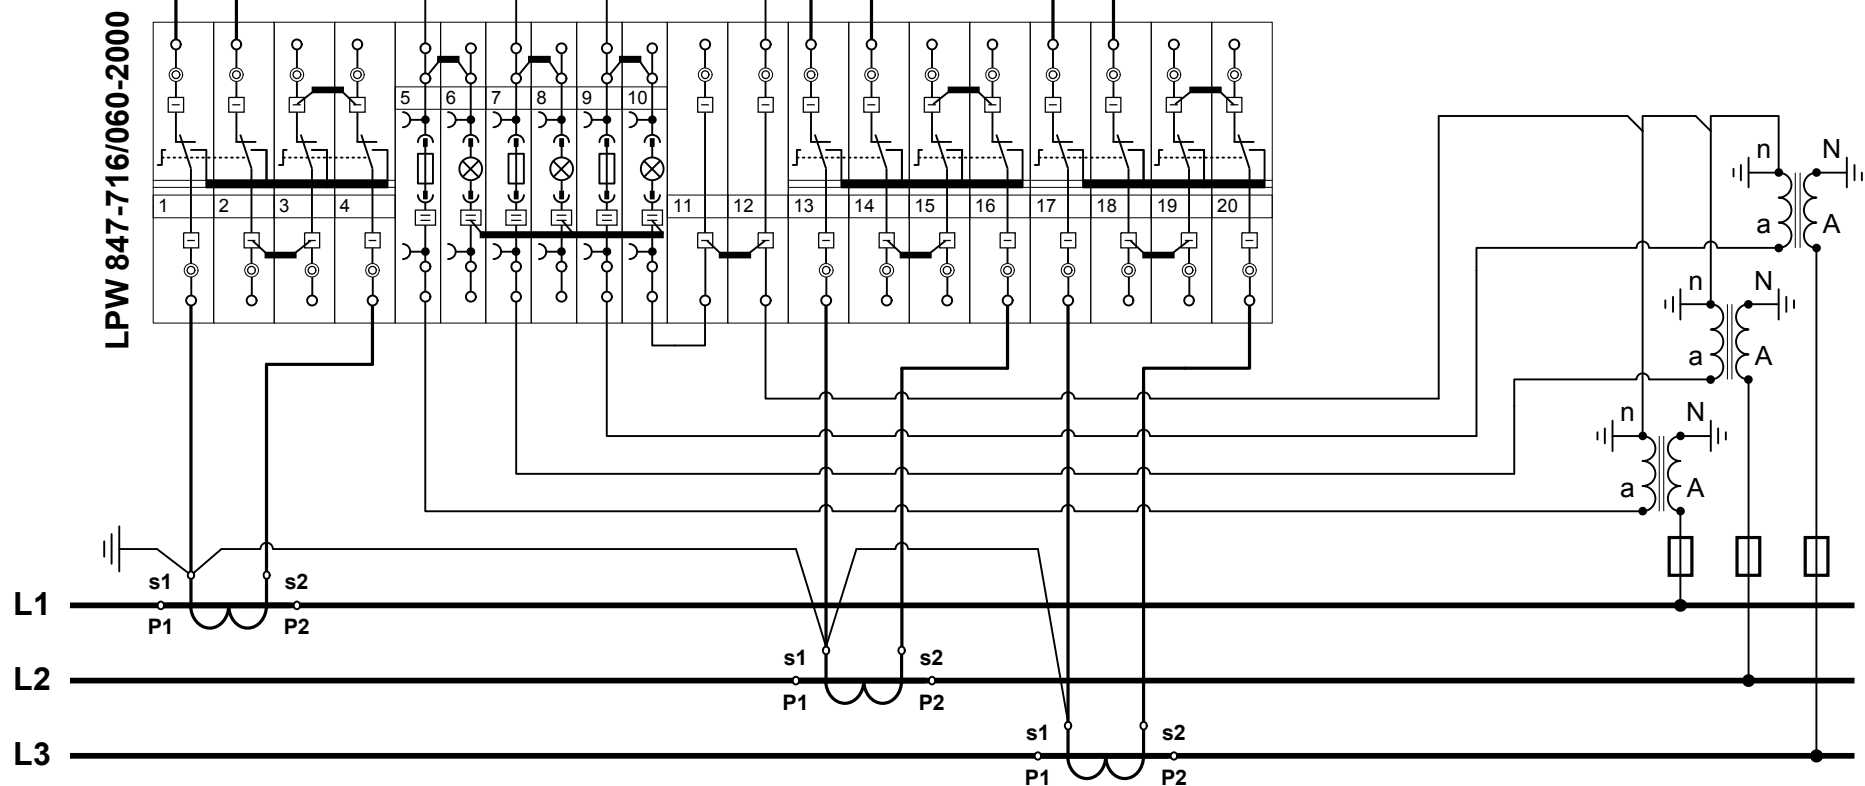 LPW 847-716/060-2000
5 6 7 8 9 10
1 2 3 4 11 12 13 14 15 16 17 18 19 20
n N
a A
n N
a A
n N
a A
s1 s2
L1
P1 P2
s1 s2
L2
P1 P2
s1 s2
L3
P1 P2